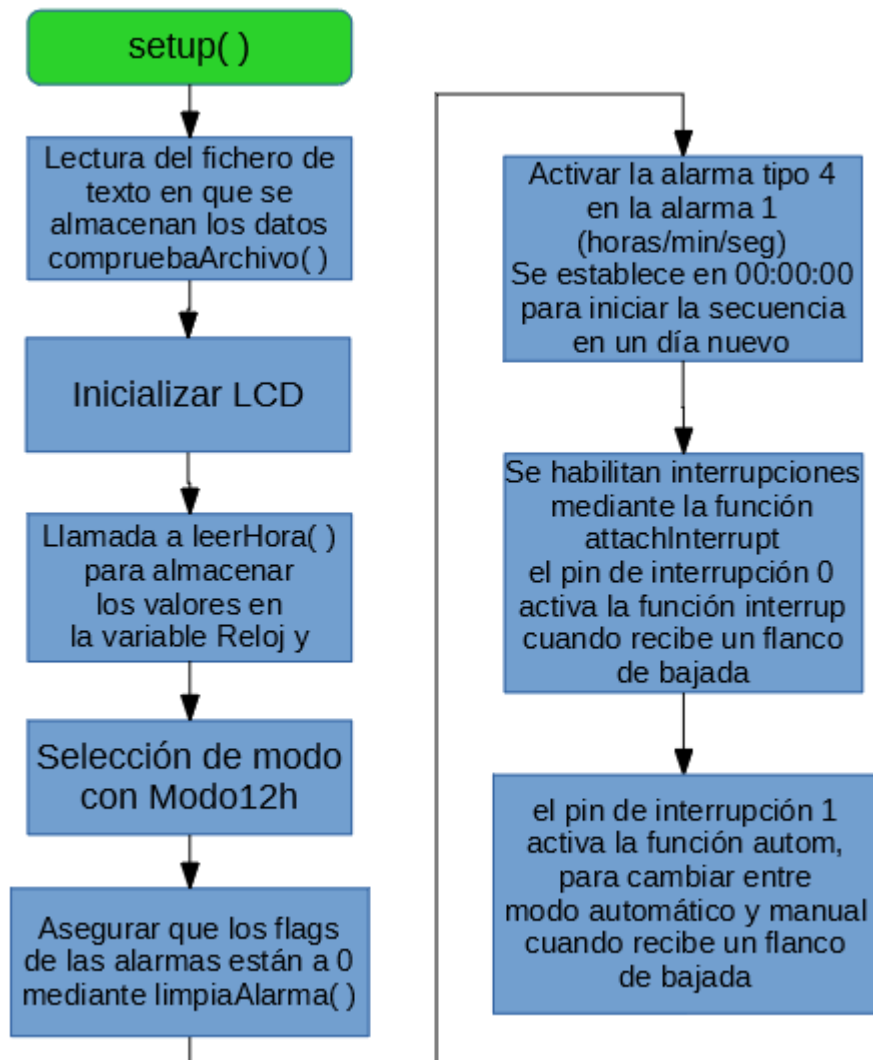 setup( )
Lectura del fichero de
texto en que se
almacenan los datos
compruebaArchivo( )
Inicializar LCD
Llamada a leerHora( )
para almacenar
los valores en
la variable Reloj y
Selección de modo
con Modo12h
Asegurar que los flags
de las alarmas están a 0
mediante limpiaAlarma( )
Activar la alarma tipo 4
en la alarma 1
(horas/min/seg)
Se establece en 00:00:00
para iniciar la secuencia
en un día nuevo
Se habilitan interrupciones
mediante la función
attachInterrupt
el pin de interrupción 0
activa la función interrup
cuando recibe un flanco
de bajada
el pin de interrupción 1
activa la función autom,
para cambiar entre
modo automático y manual
cuando recibe un flanco
de bajada